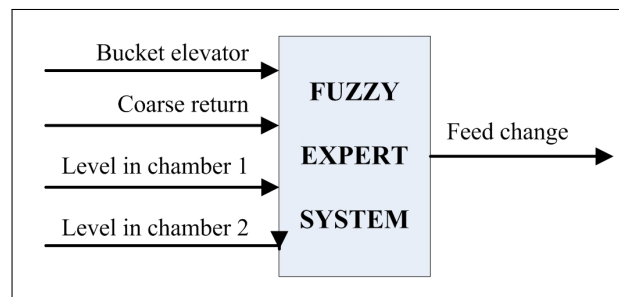 Bucket elevator
Coarse return
Level in chamber 1
Level in chamber 2
FUZZY
EXPERT
SYSTEM
Feed change